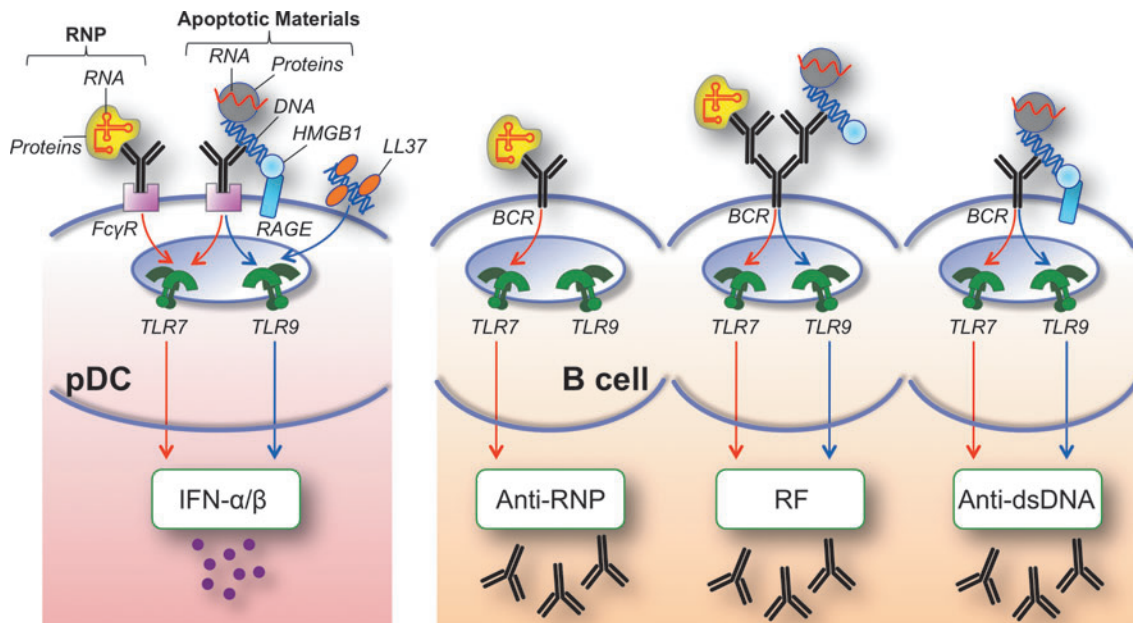 RNP
Apoptotic Materials
RNA
RNA
Proteins
DNA
HMGB1
LL37
Proteins
FcγR
RAGE
TLR7
TLR9
pDC
IFN-α/β
BCR
TLR7
TLR9
BCR
TLR7
TLR9
BCR
TLR7
TLR9
B cell
Anti-RNP
RF
Anti-dsDNA